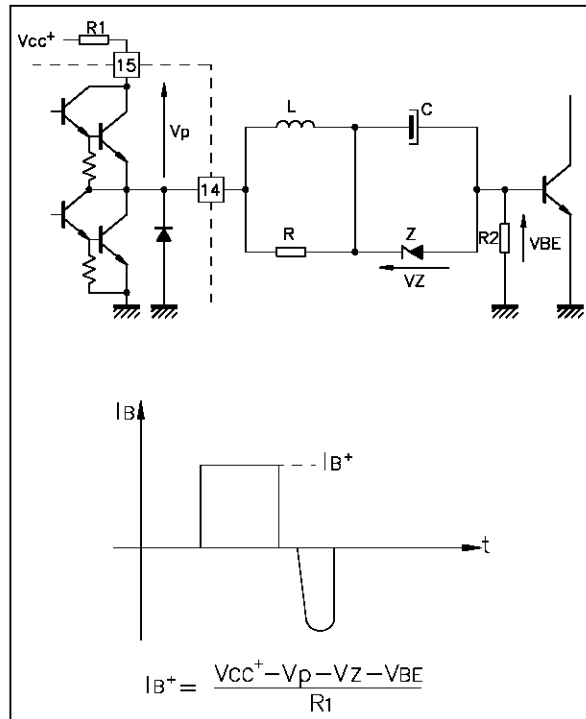 R1
Vcc+
15
L
C
Vp
14
R
Z
R2
VBE
VZ
IB
IB+
t
IB+ = VCC+ - Vp - VZ - VBE
R1